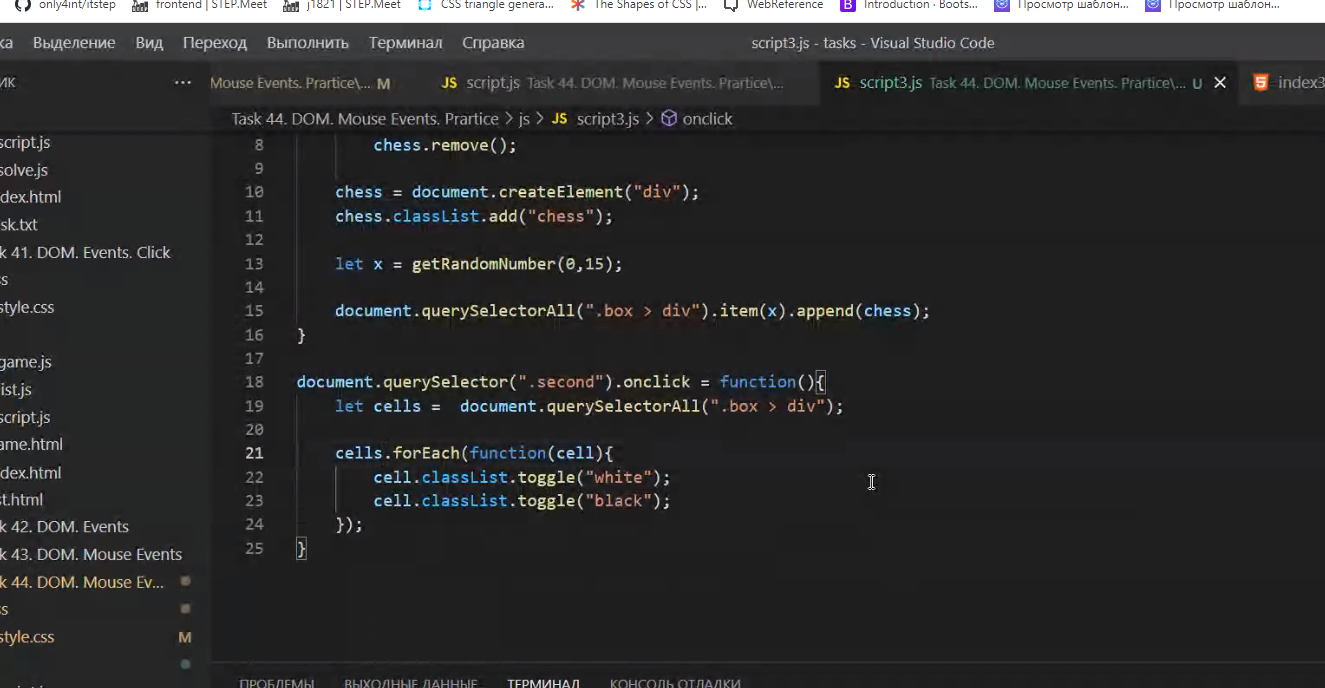 only4int/itstep frontend | STEP.Meet j1821 | STEP.Meet CSS triangle genera... The Shapes of CSS |... WebReference Introduction · Boots... Просмотр шаблон... Просмотр шаблон...
ка Выделение Вид Переход Выполнить Терминал Справка script3.js - tasks - Visual Studio Code
ИК ... Mouse Events. Prartice\... M JS script.js Task 44. DOM. Mouse Events. Prartice\... JS script3.js Task 44. DOM. Mouse Events. Prartice\... U × 5 index3
Task 44. DOM. Mouse Events. Prartice > js > JS script3.js > onclick
script.js
solve.js
dex.html
sk.txt
k 41. DOM. Events. Click
s
style.css
game.js
ist.js
script.js
ame.html
dex.html
st.html
k 42. DOM. Events
k 43. DOM. Mouse Events
k 44. DOM. Mouse Ev...
ss
style.css M
8 chess.remove();
9
10 chess = document.createElement("div");
11 chess.classList.add("chess");
12
13 let x = getRandomNumber(0,15);
14
15 document.querySelectorAll(".box > div").item(x).append(chess);
16 }
17
18 document.querySelector(".second").onclick = function(){
19 let cells =  document.querySelectorAll(".box > div");
20
21 cells.forEach(function(cell){
22 cell.classList.toggle("white");
23 cell.classList.toggle("black");
24 });
25 }
ПРОБЛЕМЫ ВЫХОДНЫЕ ДАННЫЕ ТЕРМИНАЛ КОНСОЛЬ ОТЛАДКИ